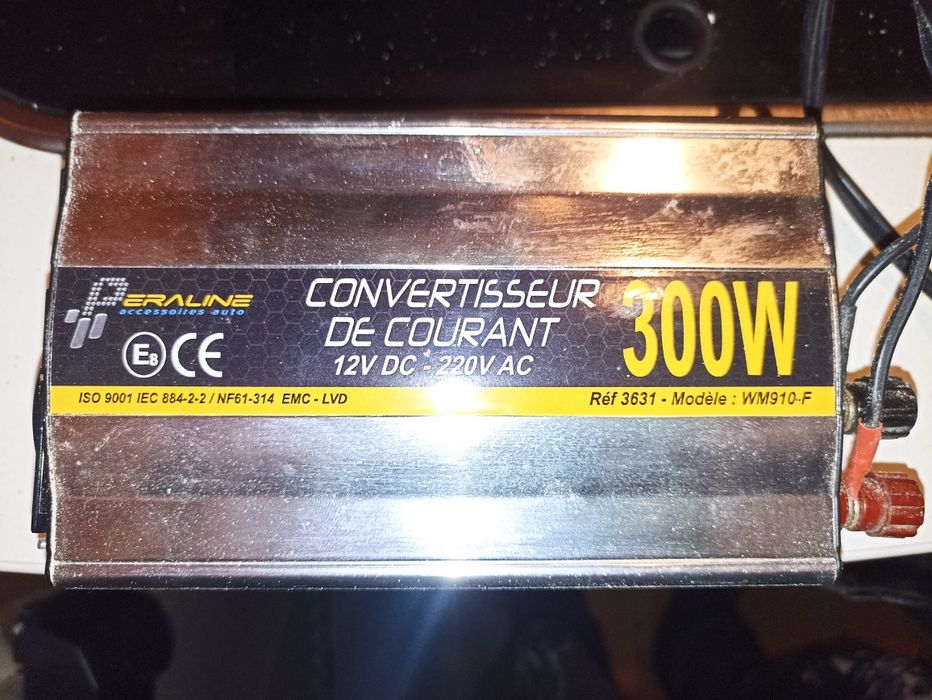 PERALINE
accessoires auto
E8 CE
CONVERTISSEUR
DE COURANT
12V DC - 220V AC
300W
ISO 9001 IEC 884-2-2 / NF61-314 EMC - LVD
Réf 3631 - Modèle : WM910-F